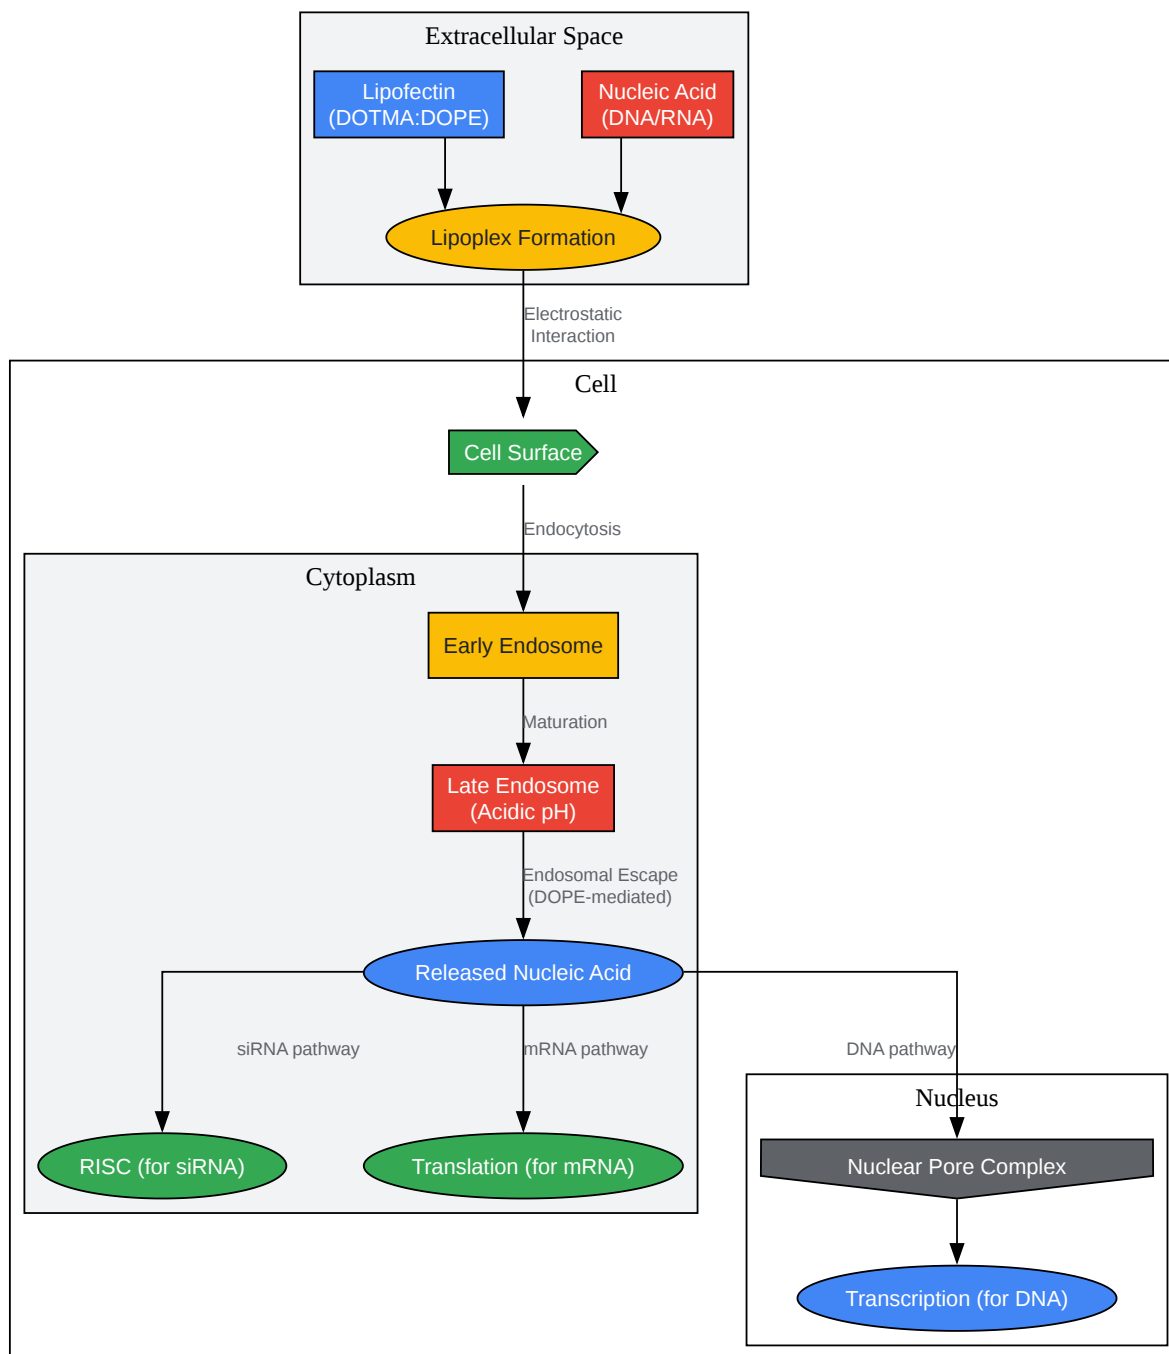 Extracellular Space
Lipofectin
(DOTMA:DOPE)
Nucleic Acid
(DNA/RNA)
Lipoplex Formation
Electrostatic
Interaction
Cell
Cell Surface
Endocytosis
Cytoplasm
Early Endosome
Maturation
Late Endosome
(Acidic pH)
Endosomal Escape
(DOPE-mediated)
Released Nucleic Acid
siRNA pathway
mRNA pathway
DNA pathway
Nucleus
RISC (for siRNA)
Translation (for mRNA)
Nuclear Pore Complex
Transcription (for DNA)